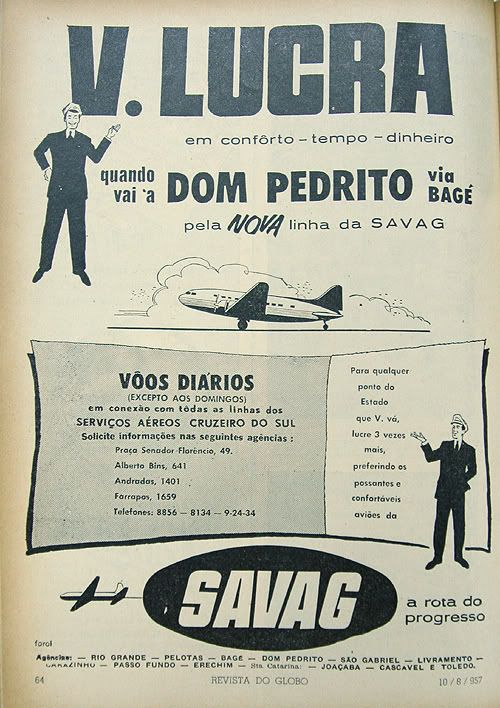 V. LUCRA
em confôrto - tempo - dinheiro
quando vai 'a DOM PEDRITO via BAGÉ
pela NOVA linha da SAVAG
VÔOS DIÁRIOS
(EXCEPTO AOS DOMINGOS)
em conexão com tôdas as linhas dos
SERVIÇOS AÉREOS CRUZEIRO DO SUL
Solicite informações nas seguintes agências :
Praça Senador Florêncio, 49.
Alberto Bins, 641
Andradas, 1401
Farrapos, 1659
Telefones: 8856 - 8134 - 9-24-34
Para qualquer
ponto do
Estado
que V. vá,
lucre 3 vezes
mais,
preferindo os
possantes e
confortáveis
aviões da
SAVAG
a rota do
progresso
farol
Agências: — RIO GRANDE — PELOTAS — BAGÉ — DOM PEDRITO — SÃO GABRIEL — LIVRAMENTO —
CARAZINHO — PASSO FUNDO — ERECHIM — Sta Catarina: — JOAÇABA — CASCAVEL E TOLEDO.
64 REVISTA DO GLOBO 10/8/957